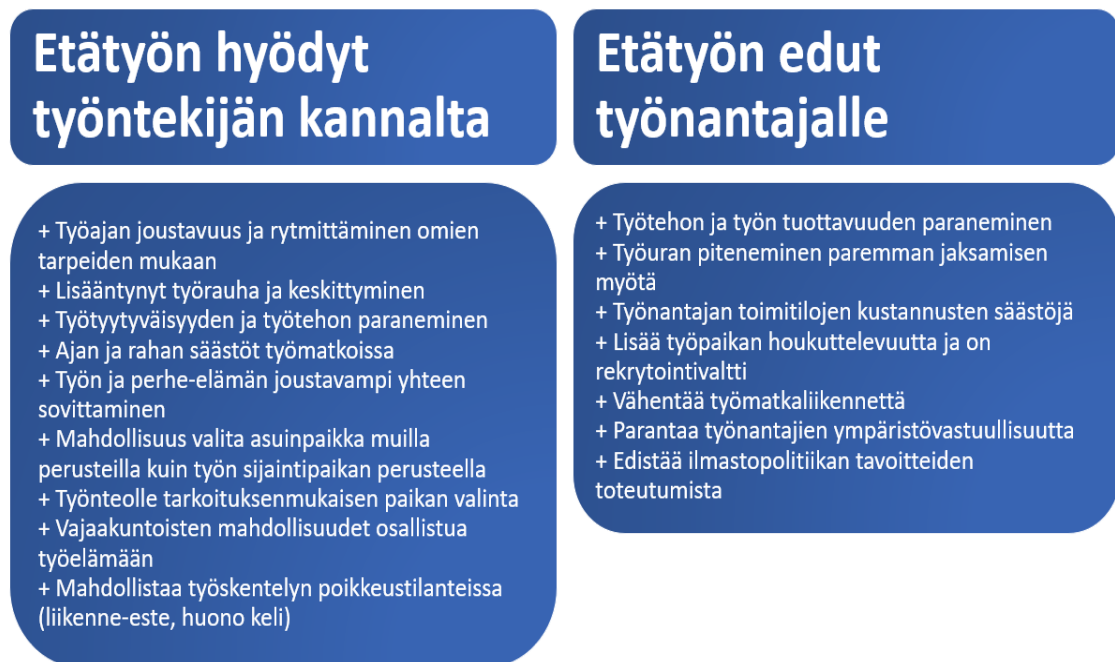 Etätyön hyödyt
työntekijän kannalta
+ Työajan joustavuus ja rytmittäminen omien
tarpeiden mukaan
+ Lisääntynyt työrauha ja keskittyminen
+ Työtyytyväisyyden ja työtehon paraneminen
+ Ajan ja rahan säästöt työmatkoissa
+ Työn ja perhe-elämän joustavampi yhteen
sovittaminen
+ Mahdollisuus valita asuinpaikka muilla
perusteilla kuin työn sijaintipaikan perusteella
+ Työnteolle tarkoituksenmukaisen paikan valinta
+ Vajaakuntoisten mahdollisuudet osallistua
työelämään
+ Mahdollistaa työskentelyn poikkeustilanteissa
(liikenne-este, huono keli)
Etätyön edut
työnantajalle
+ Työtehon ja työn tuottavuuden paraneminen
+ Työuran piteneminen paremman jaksamisen
myötä
+ Työnantajan toimitilojen kustannusten säästöjä
+ Lisää työpaikan houkuttelevuutta ja on
rekrytointivaltti
+ Vähentää työmatkaliikennettä
+ Parantaa työnantajien ympäristövastuullisuutta
+ Edistää ilmastopolitiikan tavoitteiden
toteutumista